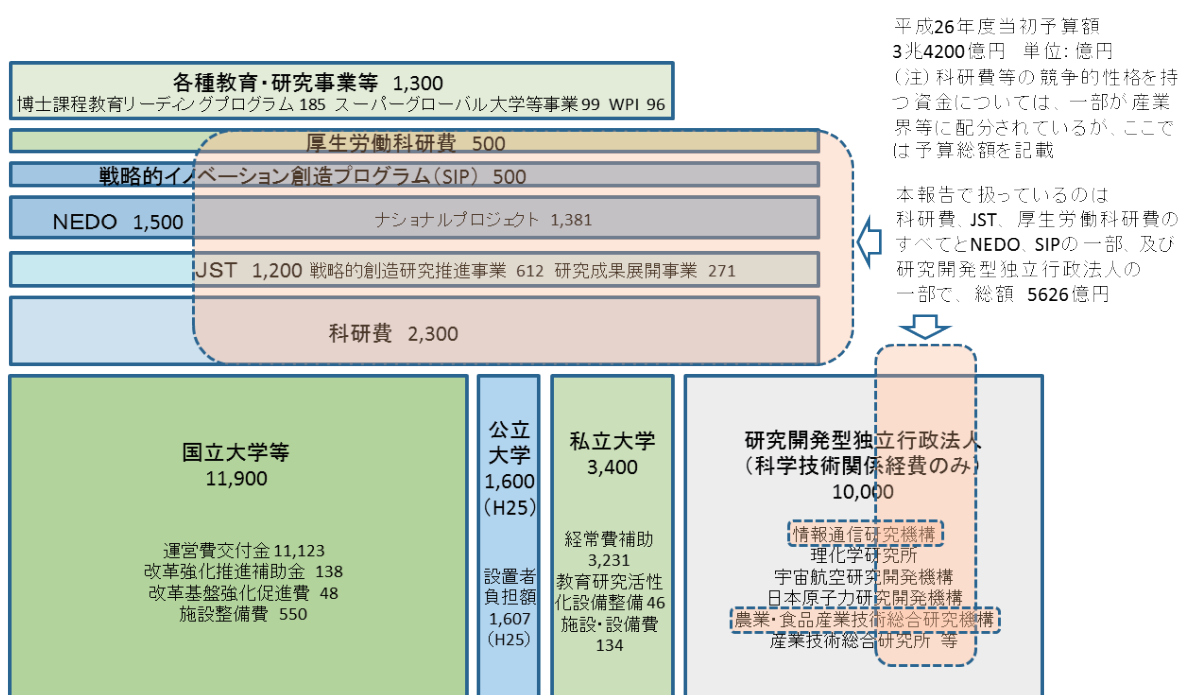 平成26年度当初予算額
3兆4200億円 単位：億円
（注）科研費等の競争的性格を持
つ資金については、一部が産業
界等に配分されているが、ここで
は予算総額を記載
各種教育・研究事業等 1,300
博士課程教育リーディングプログラム 185 スーパーグローバル大学等事業 99 WPI 96
厚生労働科研費 500
戦略的イノベーション創造プログラム（SIP） 500
NEDO 1,500 ナショナルプロジェクト 1,381
JST 1,200 戦略的創造研究推進事業 612 研究成果展開事業 271
科研費 2,300
本報告で扱っているのは
科研費、JST、厚生労働科研費の
すべてとNEDO、SIPの一部、及び
研究開発型独立行政法人の
一部で、総額 5626億円
国立大学等
11,900
運営費交付金 11,123
改革強化推進補助金 138
改革基盤強化促進費 48
施設整備費 550
公立
大学
1,600
（H25）
設置者
負担額
1,607
（H25）
私立大学
3,400
経常費補助
3,231
教育研究活性
化設備整備 46
施設・設備費
134
研究開発型独立行政法人
（科学技術関係経費のみ）
10,000
情報通信研究機構
理化学研究所
宇宙航空研究開発機構
日本原子力研究開発機構
農業・食品産業技術総合研究機構
産業技術総合研究所 等